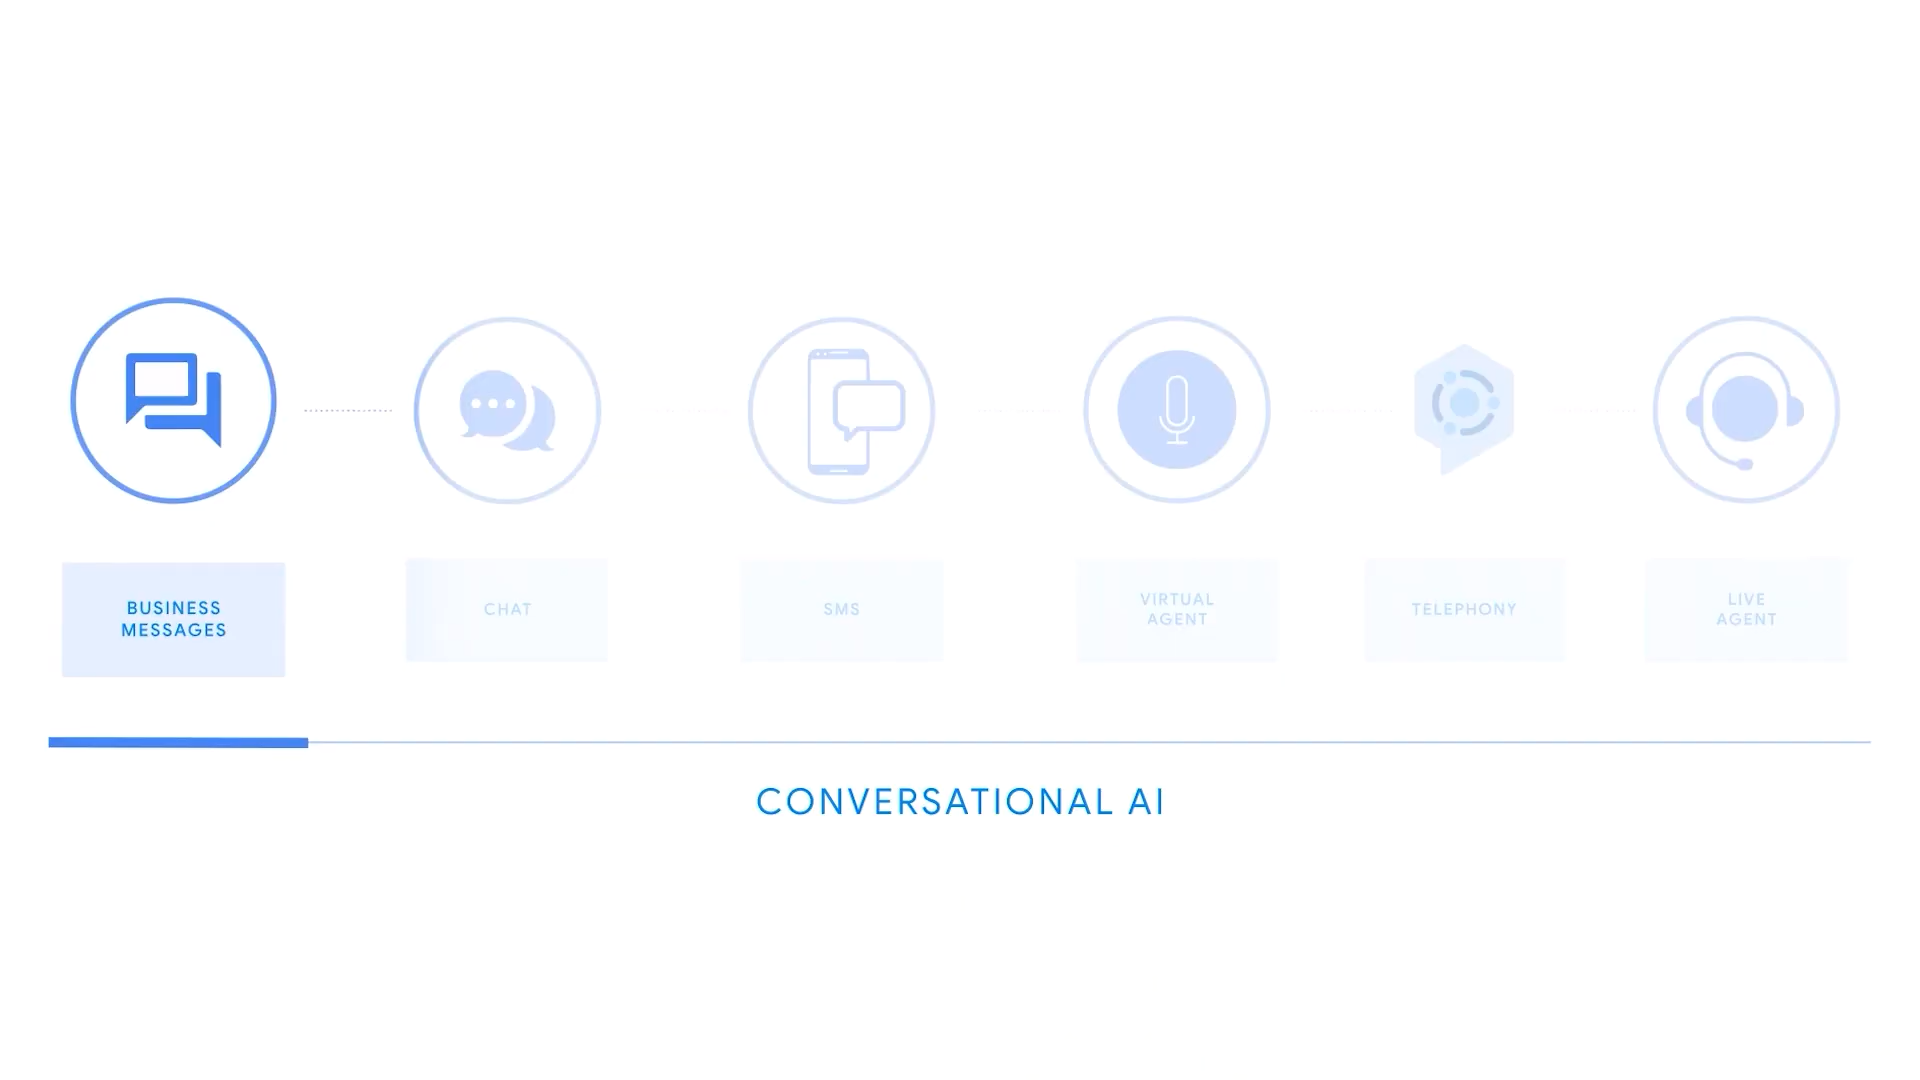 BUSINESS
MESSAGES
CHAT
SMS
VIRTUAL
AGENT
TELEPHONY
LIVE
AGENT
CONVERSATIONAL AI